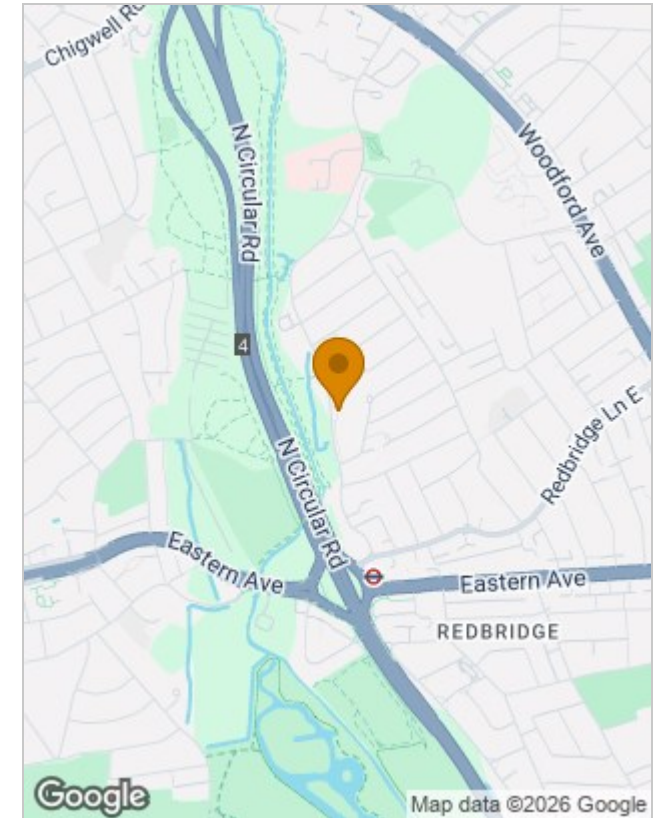 Chigwell Rd
N Circular Rd
Woodford Ave
4
Redbridge Ln E
N Circular Rd
Eastern Ave
Eastern Ave
REDBRIDGE
Google
Map data ©2026 Google